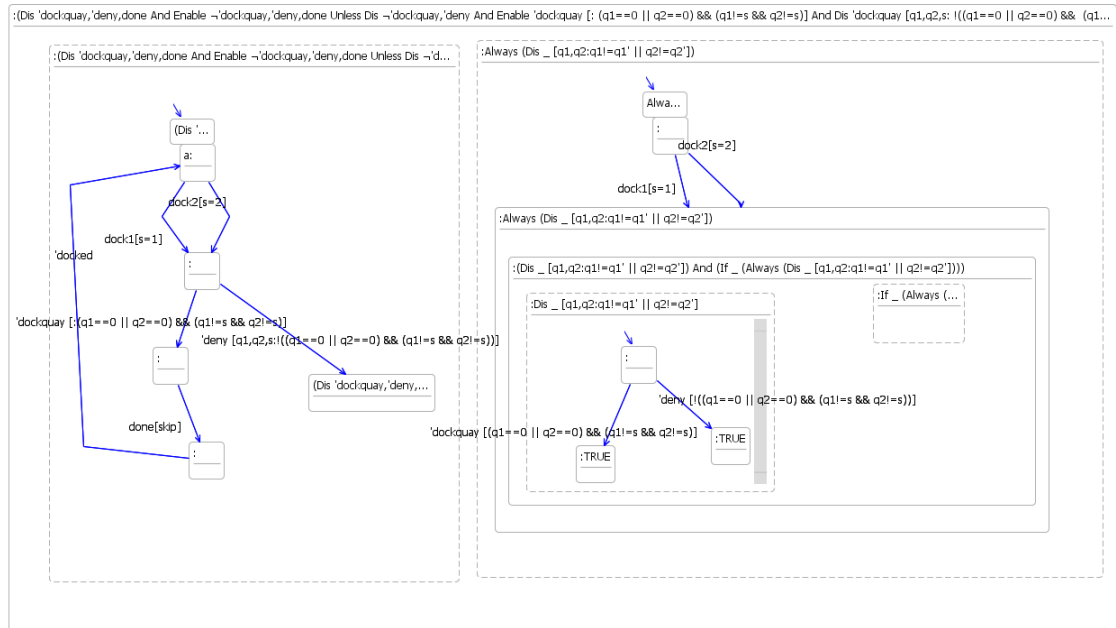 :(Dis 'dockquay,'deny,done And Enable ¬'dockquay,'deny,done Unless Dis ¬'dockquay,'deny And Enable 'dockquay [: (q1==0 || q2==0) && (q1!=s && q2!=s)] And Dis 'dockquay [q1,q2,s: !((q1==0 || q2==0) && (q1...
:(Dis 'dockquay,'deny,done And Enable ¬'dockquay,'deny,done Unless Dis ¬'d...
:Always (Dis _ [q1,q2:q1!=q1' || q2!=q2'])
(Dis '...
a:
dock2[s=2]
dock1[s=1]
'docked
:
'dockquay [:(q1==0 || q2==0) && (q1!=s && q2!=s)]
'deny [q1,q2,s:!((q1==0 || q2==0) && (q1!=s && q2!=s))]
:
(Dis 'dockquay,'deny,...
done[skip]
:
Alwa...
:
dock2[s=2]
dock1[s=1]
:Always (Dis _ [q1,q2:q1!=q1' || q2!=q2'])
:(Dis _ [q1,q2:q1!=q1' || q2!=q2']) And (If _ (Always (Dis _ [q1,q2:q1!=q1' || q2!=q2'])))
:Dis _ [q1,q2:q1!=q1' || q2!=q2']
:If _ (Always (...
:
'deny [!((q1==0 || q2==0) && (q1!=s && q2!=s))]
'dockquay [(q1==0 || q2==0) && (q1!=s && q2!=s)]
:TRUE
:TRUE